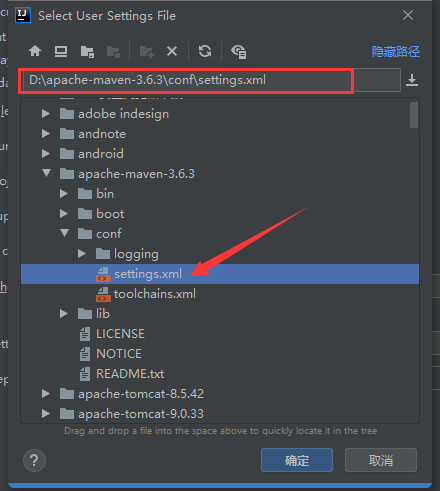 Select User Settings File
隐藏路径
D:\apache-maven-3.6.3\conf\settings.xml
adobe indesign
andnote
android
apache-maven-3.6.3
bin
boot
conf
logging
settings.xml
toolchains.xml
lib
LICENSE
NOTICE
README.txt
apache-tomcat-8.5.42
apache-tomcat-9.0.33
Drag and drop a file into the space above to quickly locate it in the tree
?
确定
取消